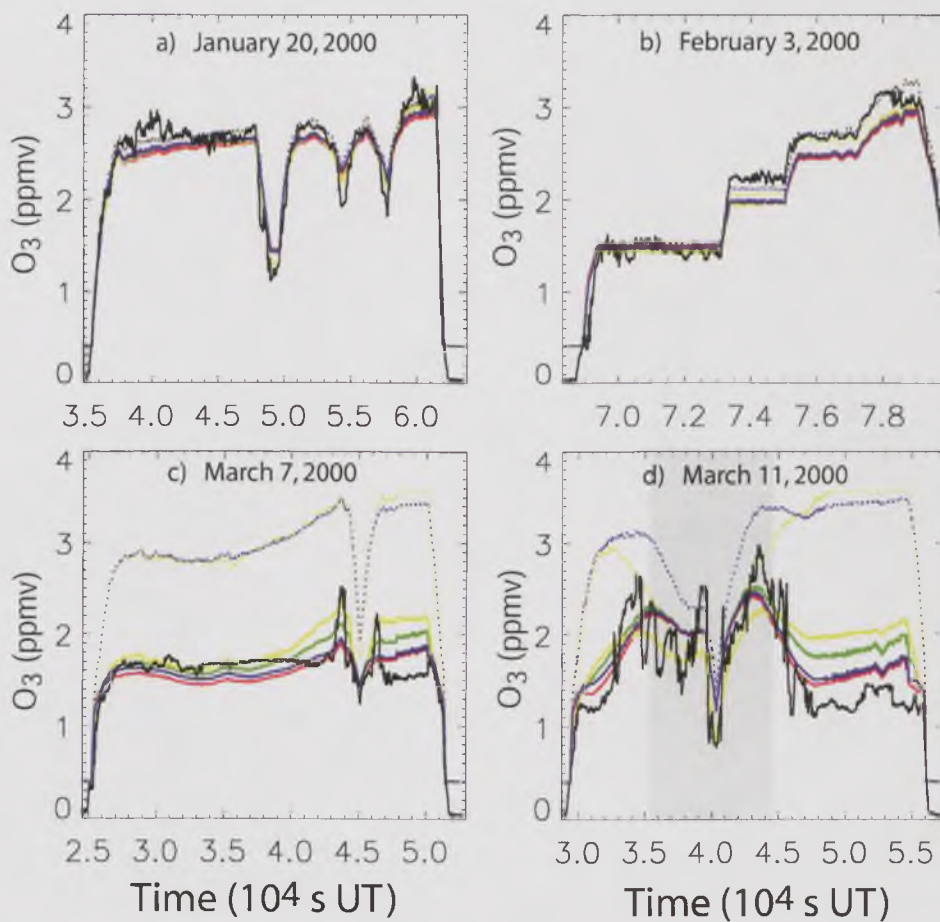 a) January 20, 2000
b) February 3, 2000
O3 (ppmv)
4
3
2
1
0
3.5 4.0 4.5 5.0 5.5 6.0
O3 (ppmv)
4
3
2
1
0
7.0 7.2 7.4 7.6 7.8
c) March 7, 2000
d) March 11, 2000
O3 (ppmv)
4
3
2
1
0
2.5 3.0 3.5 4.0 4.5 5.0
Time (104 s UT)
O3 (ppmv)
4
3
2
1
0
3.0 3.5 4.0 4.5 5.0 5.5
Time (104 s UT)